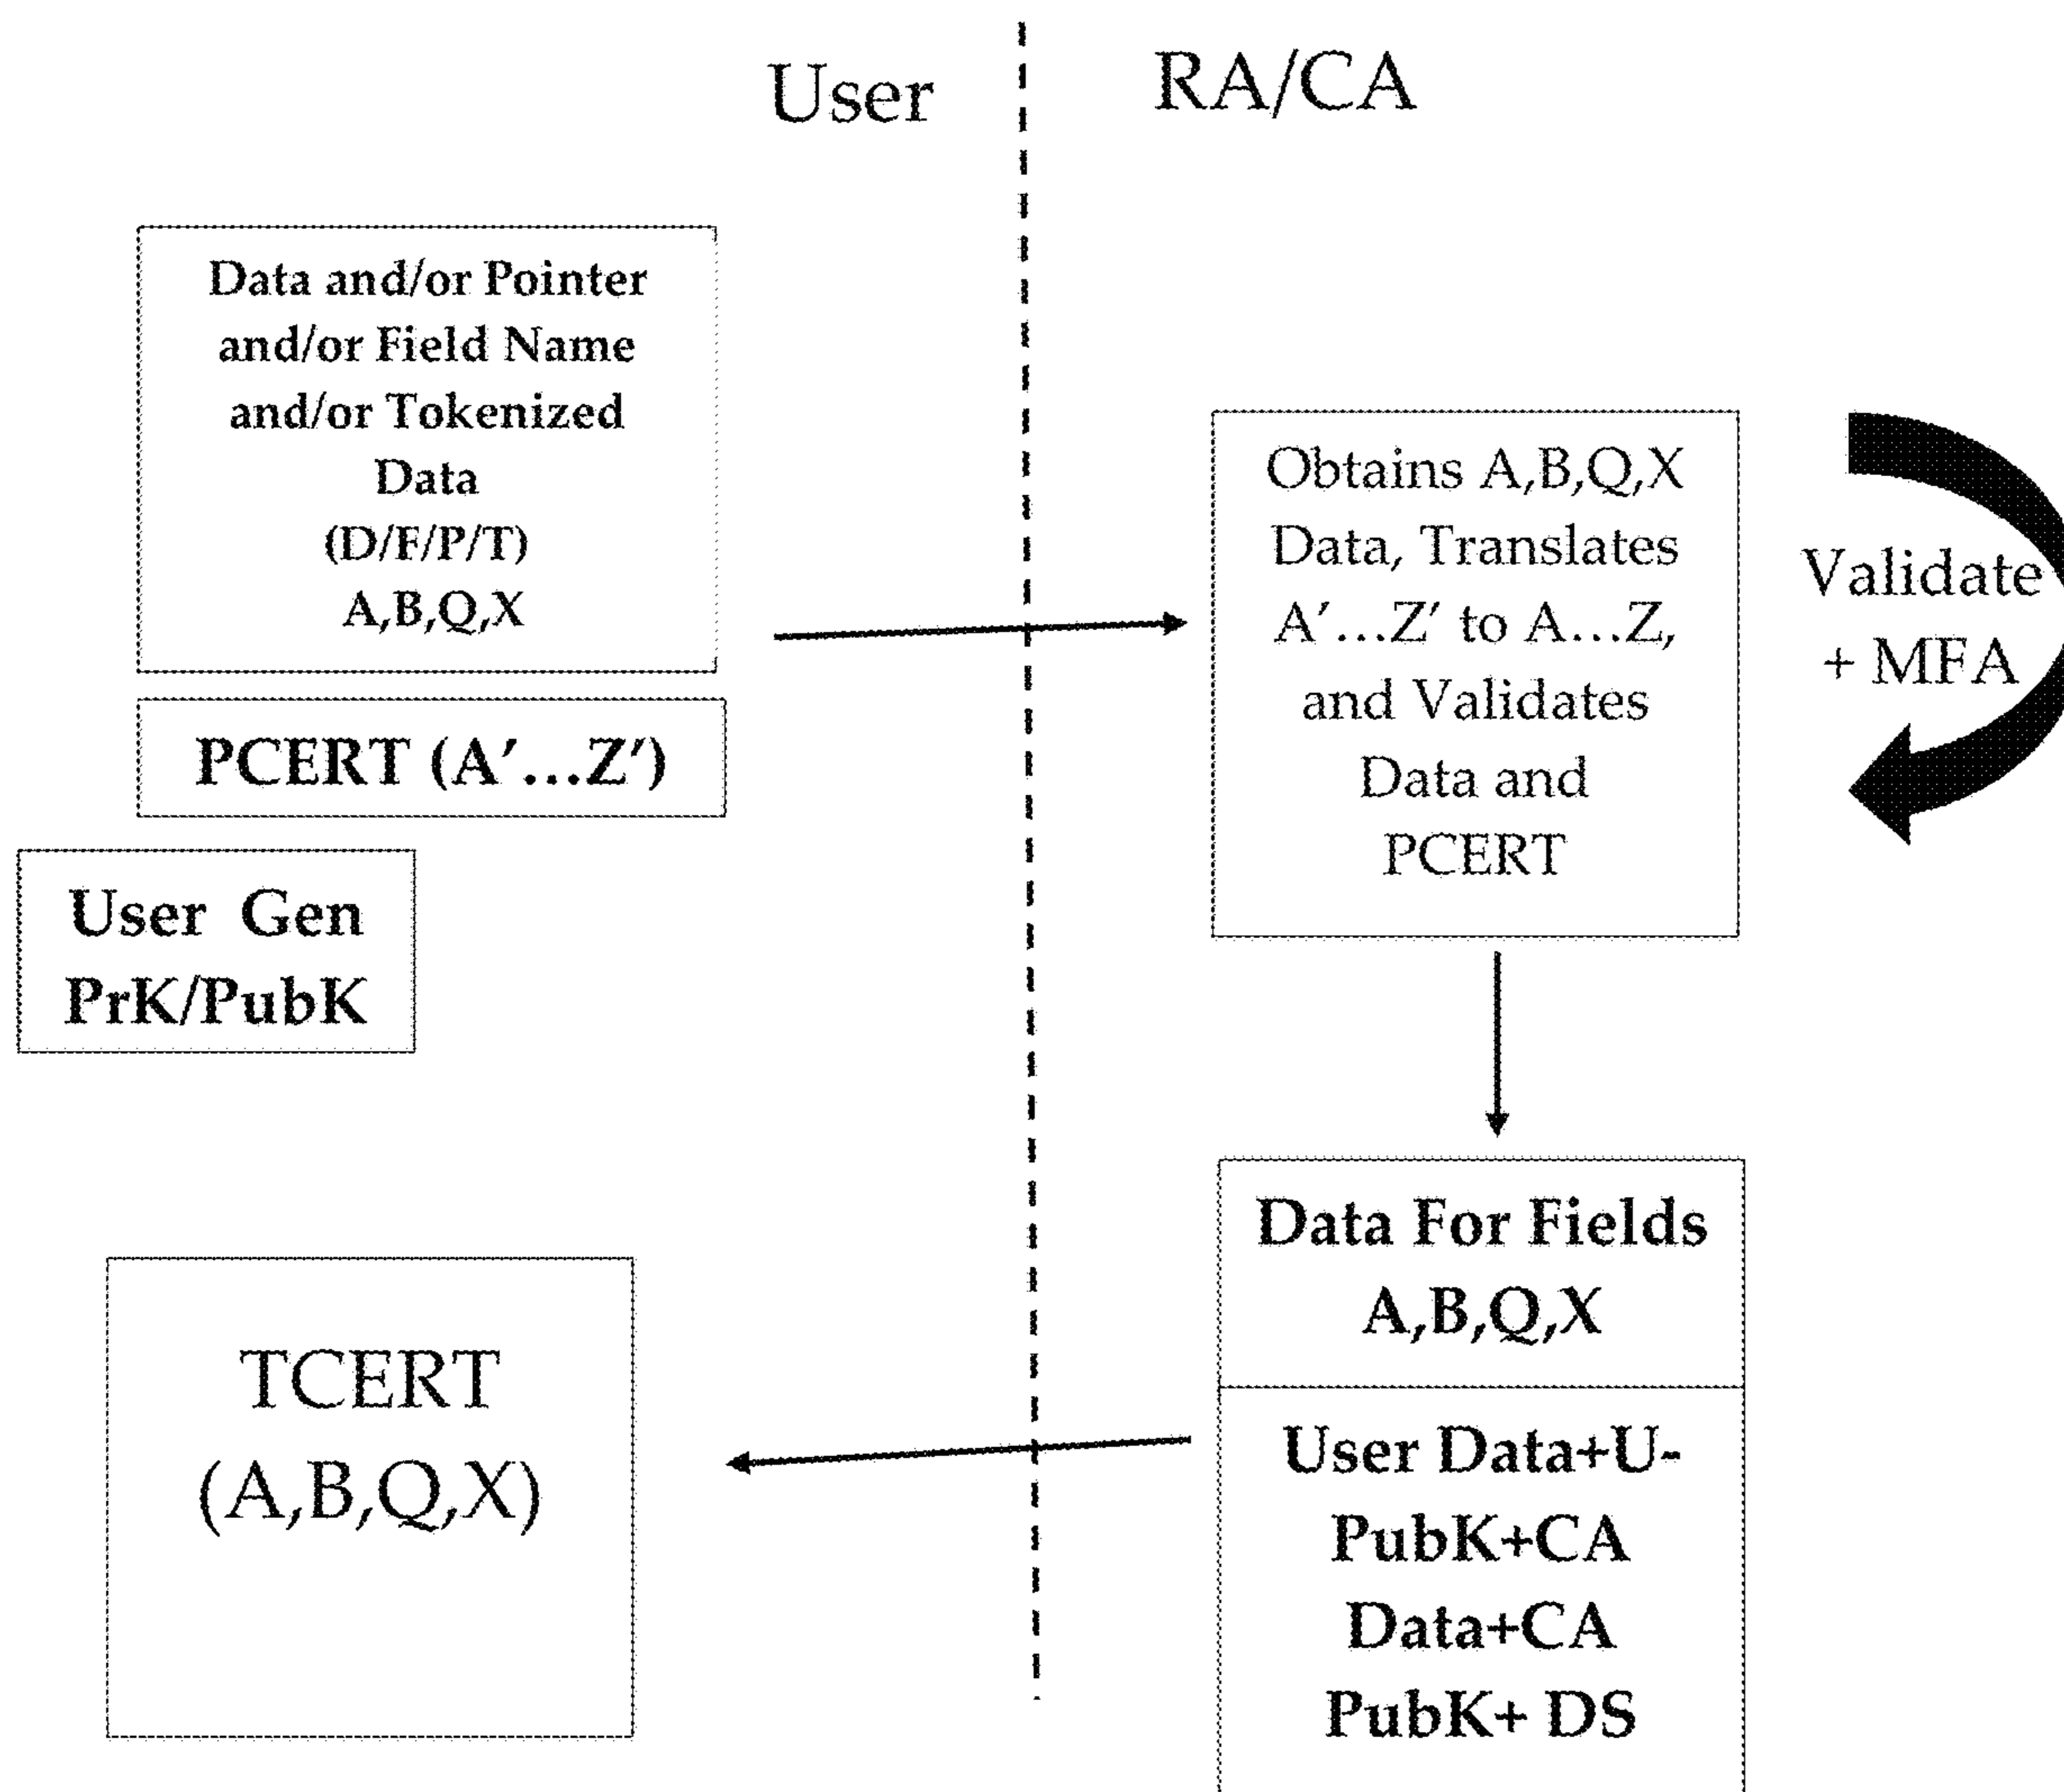 User
RA/CA
Data and/or Pointer
and/or Field Name
and/or Tokenized
Data
(D/F/P/T)
A,B,Q,X
PCERT (A′...Z′)
User Gen
PrK/PubK
Obtains A,B,Q,X
Data, Translates
A′...Z′ to A...Z,
and Validates
Data and
PCERT
Validate
+ MFA
Data For Fields
A,B,Q,X
User Data+U-
PubK+CA
Data+CA
PubK+ DS
TCERT
(A,B,Q,X)